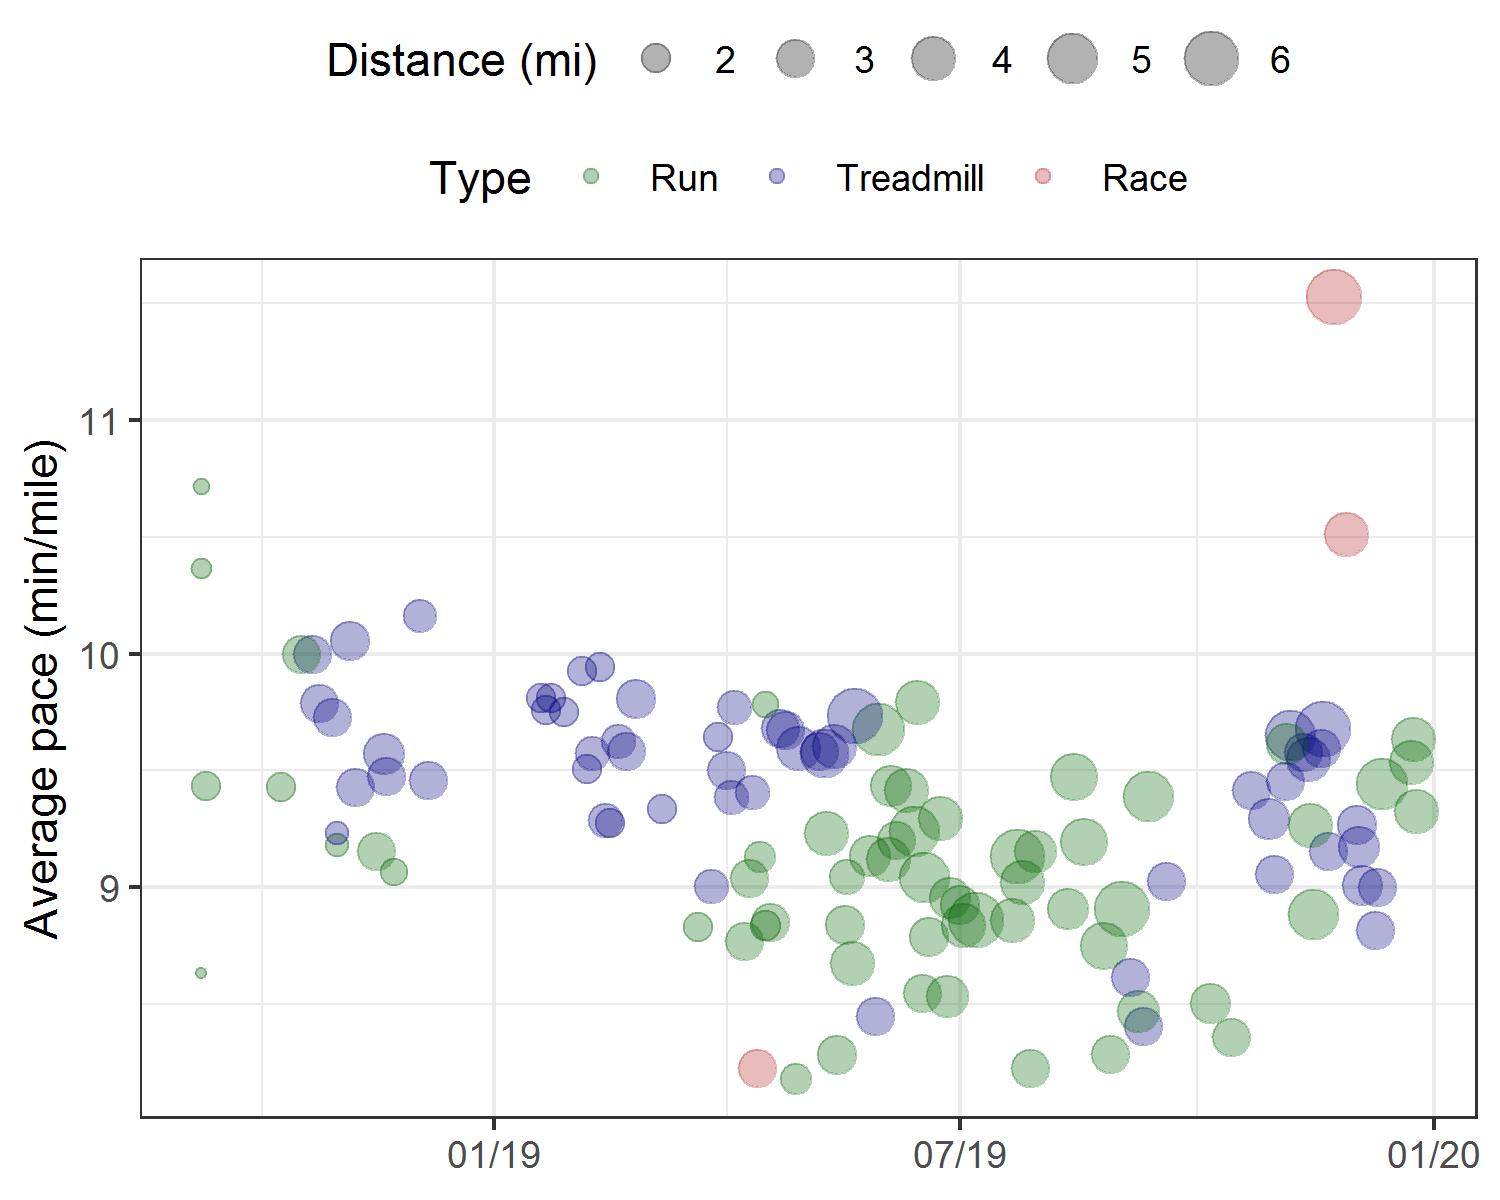 Distance (mi) 2 3 4 5 6
Type Run Treadmill Race
Average pace (min/mile)
11
10
9
01/19 07/19 01/20